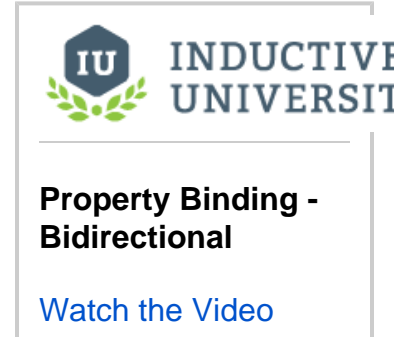 IU
INDUCTIVE
UNIVERSIT
Property Binding -
Bidirectional
Watch the Video